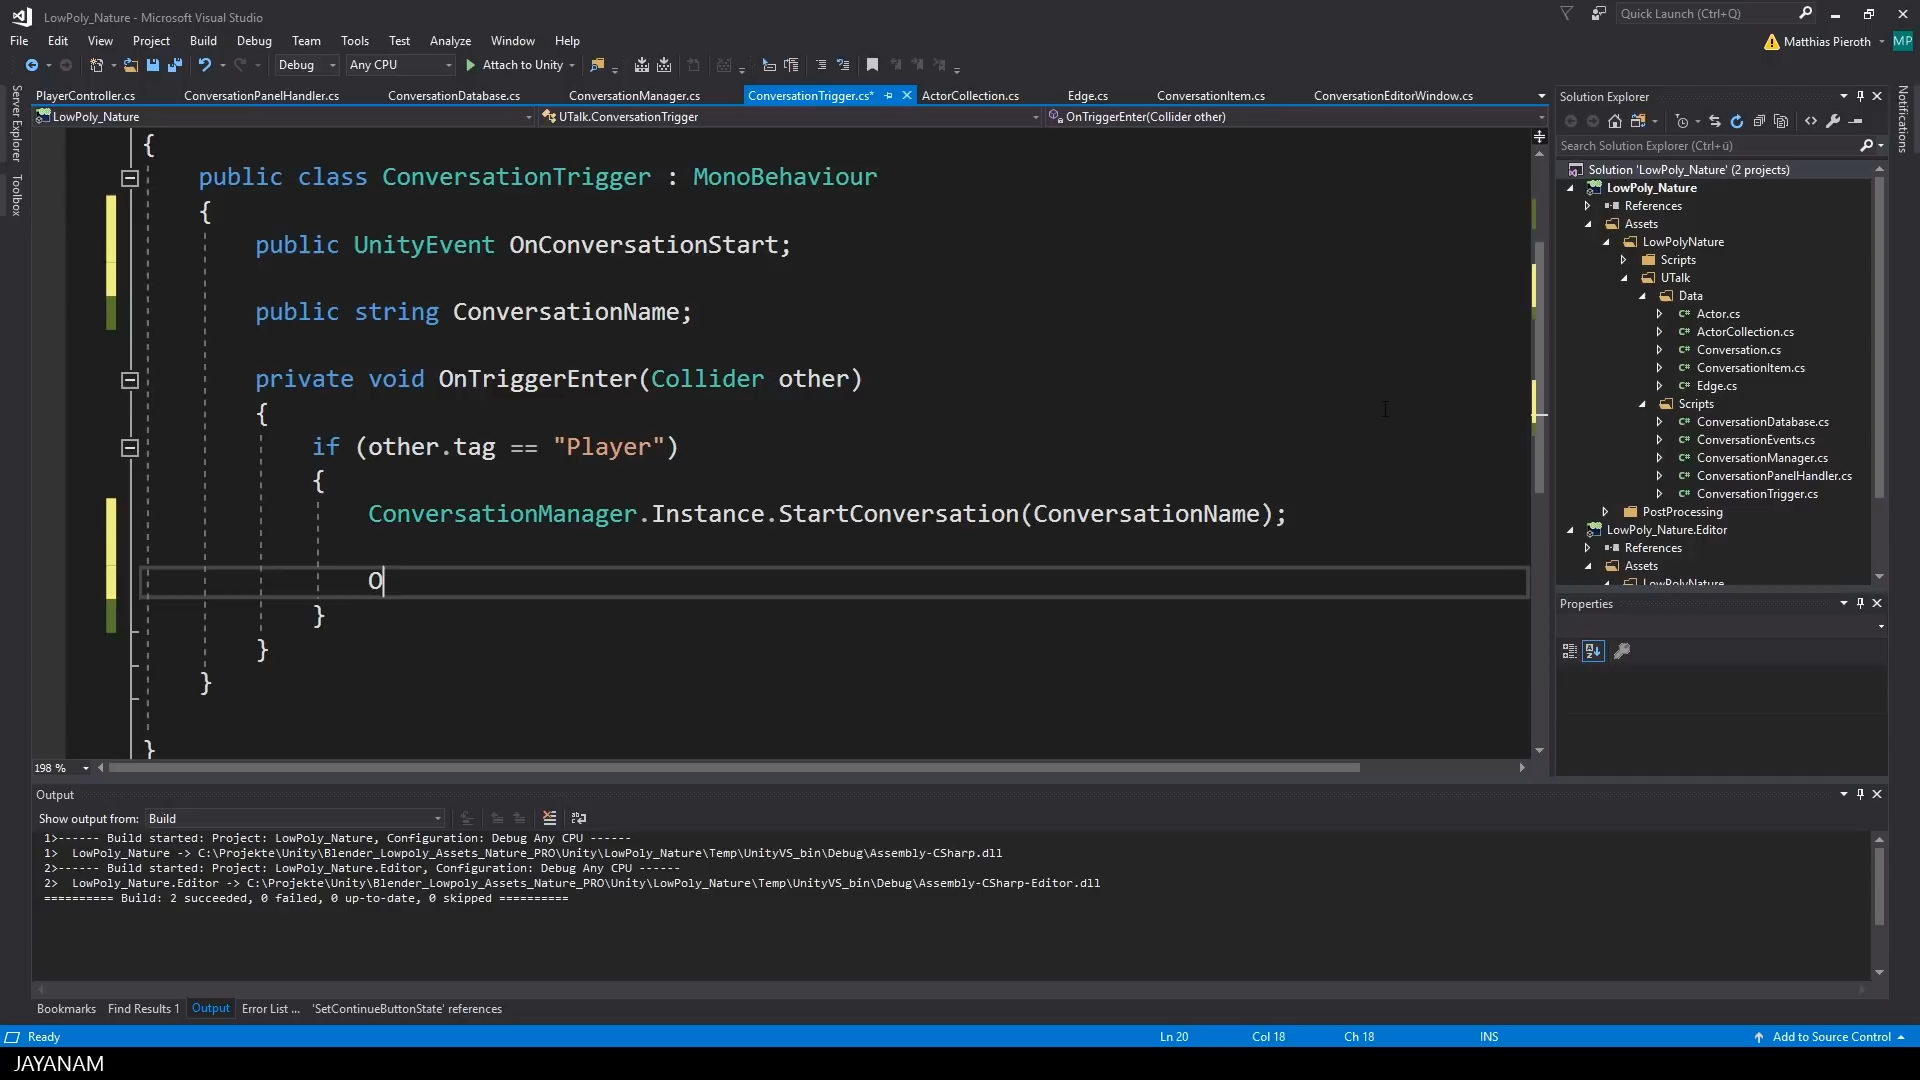 LowPoly_Nature - Microsoft Visual Studio
Quick Launch (Ctrl+Q)
File Edit View Project Build Debug Team Tools Test Analyze Window Help
Matthias Pieroth MP
Debug Any CPU Attach to Unity
Server Explorer
Toolbox
Notifications
PlayerController.cs ConversationPanelHandler.cs ConversationDatabase.cs ConversationManager.cs ConversationTrigger.cs* ActorCollection.cs Edge.cs ConversationItem.cs ConversationEditorWindow.cs
LowPoly_Nature UTalk.ConversationTrigger OnTriggerEnter(Collider other)
{
public class ConversationTrigger : MonoBehaviour
{
public UnityEvent OnConversationStart;
public string ConversationName;
private void OnTriggerEnter(Collider other)
{
if (other.tag == "Player")
{
ConversationManager.Instance.StartConversation(ConversationName);
O
}
}
}
}
198 %
Solution Explorer
Search Solution Explorer (Ctrl+ü)
Solution 'LowPoly_Nature' (2 projects)
LowPoly_Nature
References
Assets
LowPolyNature
Scripts
UTalk
Data
C# Actor.cs
C# ActorCollection.cs
C# Conversation.cs
C# ConversationItem.cs
C# Edge.cs
Scripts
C# ConversationDatabase.cs
C# ConversationEvents.cs
C# ConversationManager.cs
C# ConversationPanelHandler.cs
C# ConversationTrigger.cs
PostProcessing
LowPoly_Nature.Editor
References
Assets
LowPolyNature
Properties
Output
Show output from: Build
1>------ Build started: Project: LowPoly_Nature, Configuration: Debug Any CPU ------
1>  LowPoly_Nature -> C:\Projekte\Unity\Blender_Lowpoly_Assets_Nature_PRO\Unity\LowPoly_Nature\Temp\UnityVS_bin\Debug\Assembly-CSharp.dll
2>------ Build started: Project: LowPoly_Nature.Editor, Configuration: Debug Any CPU ------
2>  LowPoly_Nature.Editor -> C:\Projekte\Unity\Blender_Lowpoly_Assets_Nature_PRO\Unity\LowPoly_Nature\Temp\UnityVS_bin\Debug\Assembly-CSharp-Editor.dll
========== Build: 2 succeeded, 0 failed, 0 up-to-date, 0 skipped ==========
Bookmarks Find Results 1 Output Error List ... 'SetContinueButtonState' references
Ready Ln 20 Col 18 Ch 18 INS Add to Source Control
JAYANAM